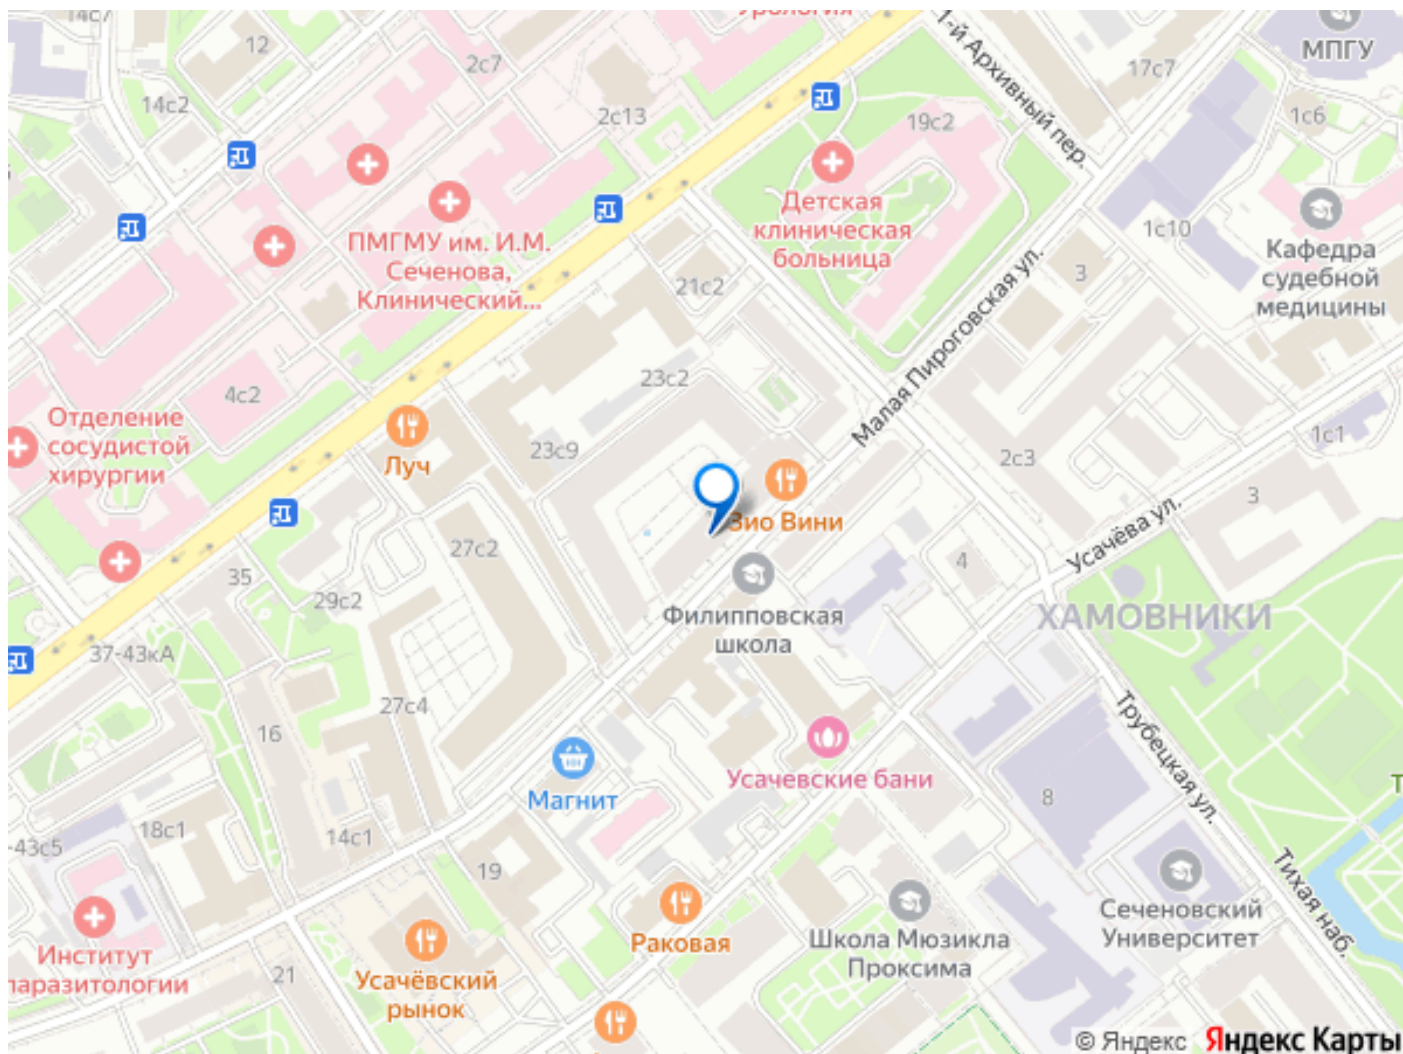 14с7
Урология
12
2с7
1-й Архивный пер.
МПГУ
17с7
14с2
2с13
19с2
1с6
Детская
клиническая
больница
ПМГМУ им. И.М.
Сеченова,
Клинический...
1с10
Кафедра
судебной
медицины
3
21с2
Малая Пироговская ул.
23с2
4с2
Отделение
сосудистой
хирургии
Луч
23с9
2с3
1с1
3
Усачёва ул.
Зио Вини
27с2
4
35
29с2
Филипповская
школа
ХАМОВНИКИ
37-43кА
27с4
16
Трубецкая ул.
Усачевские бани
Магнит
8
18с1
14с1
-43с5
19
Тихая наб.
Т
Раковая
Школа Мюзикла
Проксима
Сеченовский
Университет
Институт
паразитологии
21
Усачёвский
рынок
© Яндекс Яндекс Карты